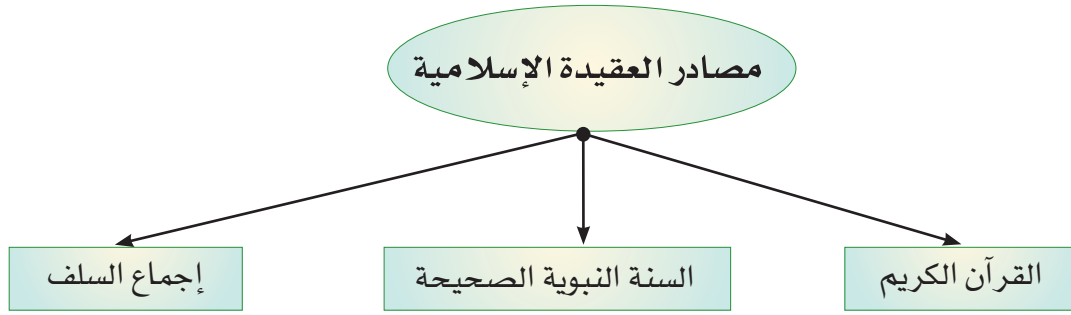 مصادر العقيدة الإسلامية
القرآن الكريم
السنة النبوية الصحيحة
إجماع السلف